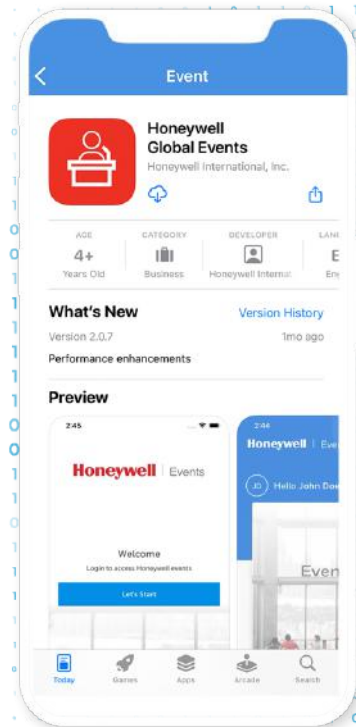 Event
Honeywell
Global Events
Honeywell International, Inc.
AGE
CATEGORY
DEVELOPER
4+
E
Years Old
Business
Honeywell Internat
What's New
Version History
Version 2.0.7
1mo ago
Performance enhancements
Preview
2:45
2:44
Honeywell | Events
Honeywell
JD
Hello John Doe
Welcome
Login to access Honeywell events
Let's Start
Even
Today
Games
Apps
Arcade
Search